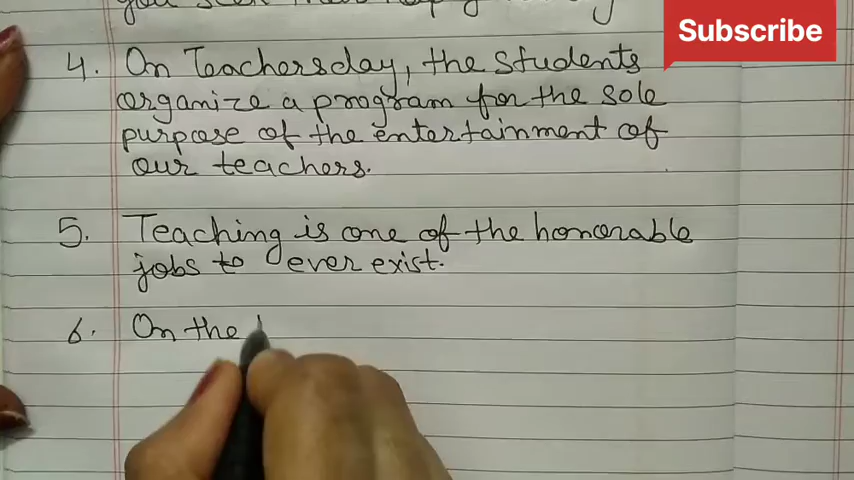 Subscribe
4. On Teachersday, the students
organize a program for the sole
purpose of the entertainment of
our teachers.
5. Teaching is one of the honorable
jobs to ever exist.
6. On the